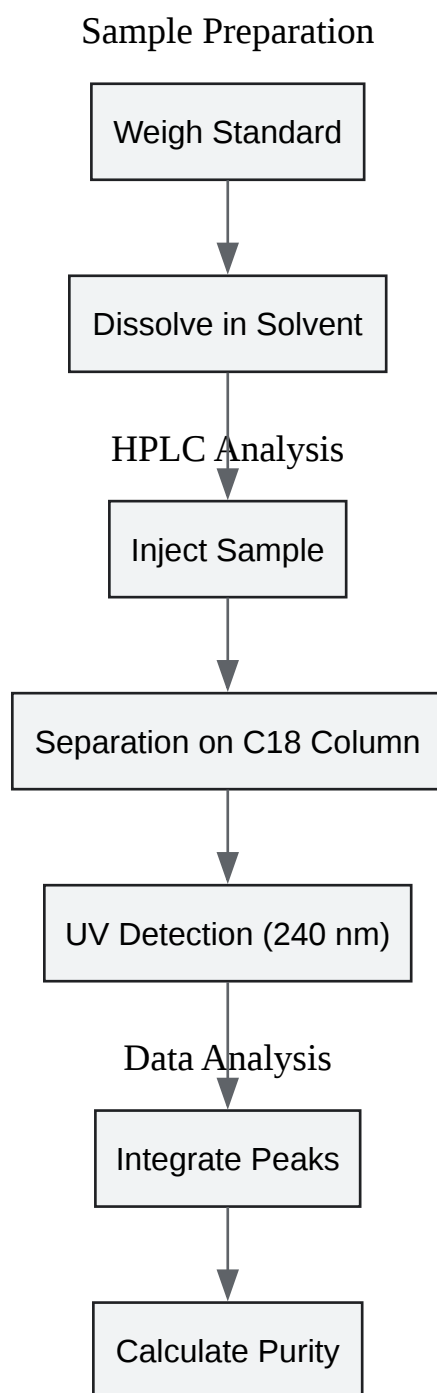 Sample Preparation
Weigh Standard
Dissolve in Solvent
HPLC Analysis
Inject Sample
Separation on C18 Column
UV Detection (240 nm)
Data Analysis
Integrate Peaks
Calculate Purity